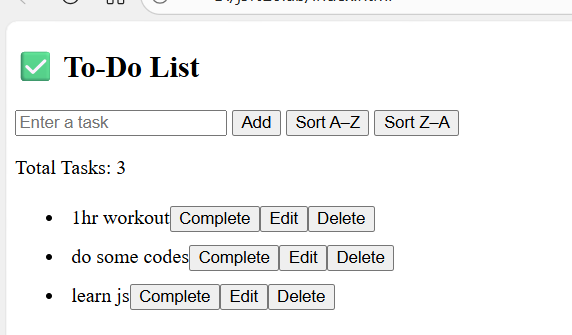 ✅ To-Do List
Enter a task Add Sort A–Z Sort Z–A
Total Tasks: 3
• 1hr workout Complete Edit Delete
• do some codes Complete Edit Delete
• learn js Complete Edit Delete